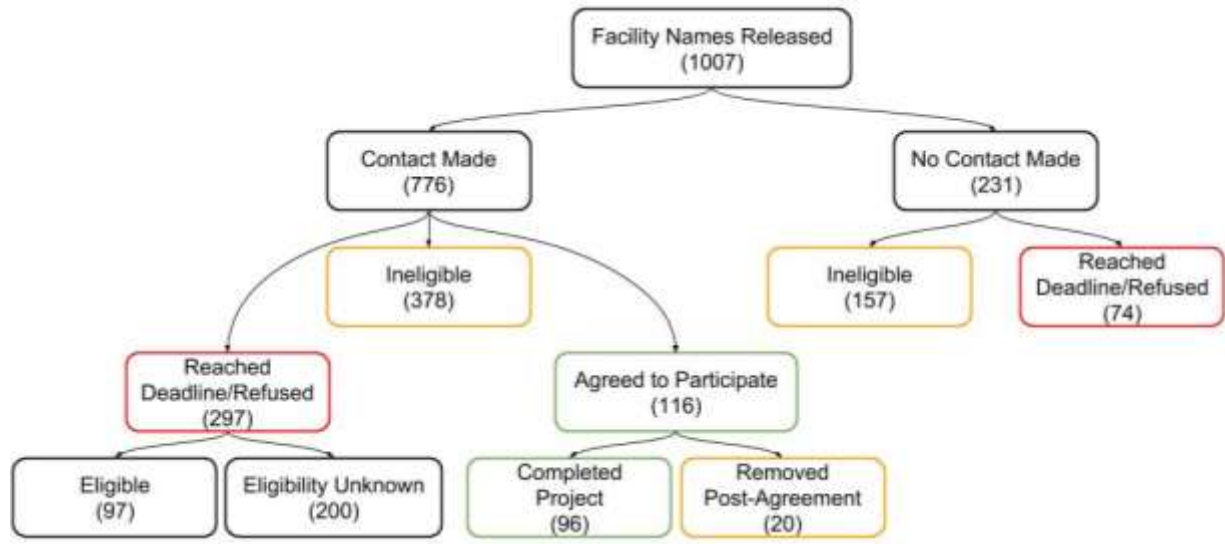 Facility Names Released
(1007)
Contact Made
(776)
No Contact Made
(231)
Ineligible
(378)
Ineligible
(157)
Reached
Deadline/Refused
(74)
Reached
Deadline/Refused
(297)
Agreed to Participate
(116)
Eligible
(97)
Eligibility Unknown
(200)
Completed
Project
(96)
Removed
Post-Agreement
(20)